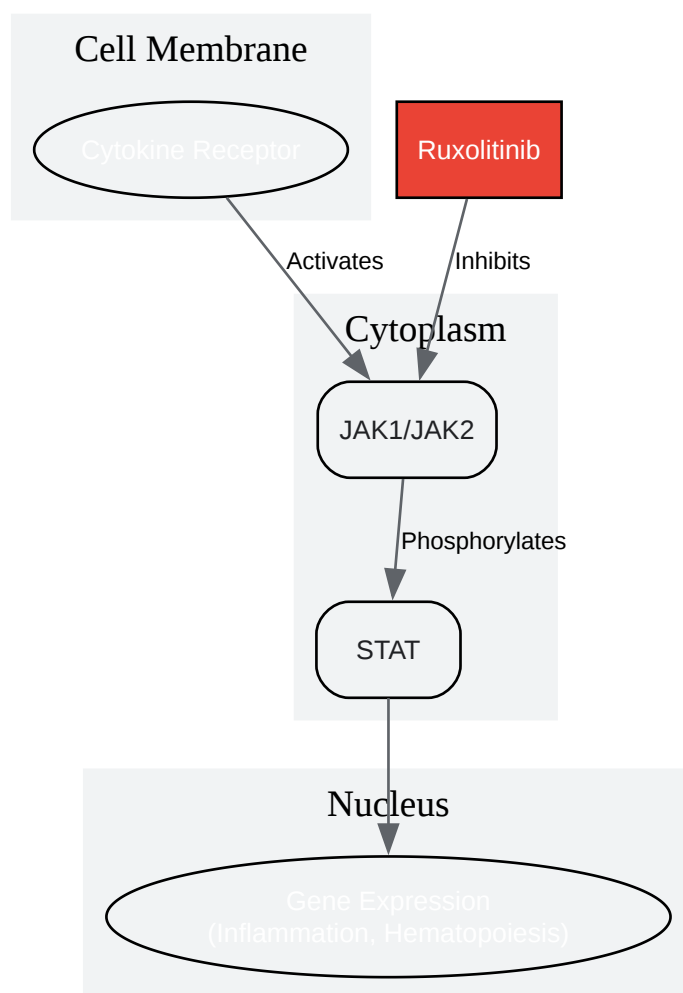 Cell Membrane
Cytokine Receptor
Ruxolitinib
Activates
Inhibits
Cytoplasm
JAK1/JAK2
Phosphorylates
STAT
Nucleus
Gene Expression
(Inflammation, Hematopoiesis)